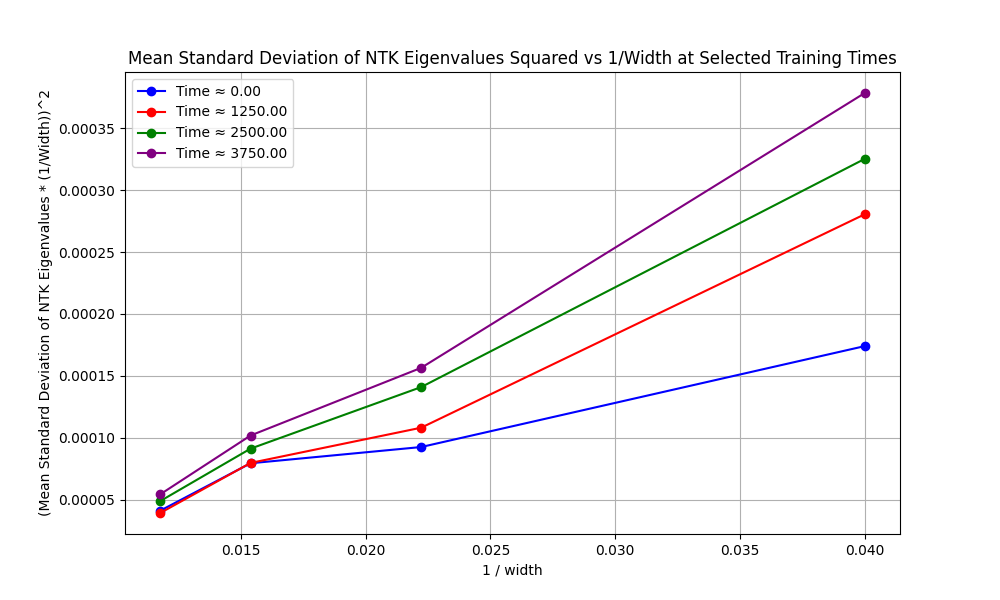 Mean Standard Deviation of NTK Eigenvalues Squared vs 1/Width at Selected Training Times
(Mean Standard Deviation of NTK Eigenvalues * (1/Width))^2
Time ≈ 0.00
Time ≈ 1250.00
Time ≈ 2500.00
Time ≈ 3750.00
0.00035
0.00030
0.00025
0.00020
0.00015
0.00010
0.00005
0.015 0.020 0.025 0.030 0.035 0.040
1 / width